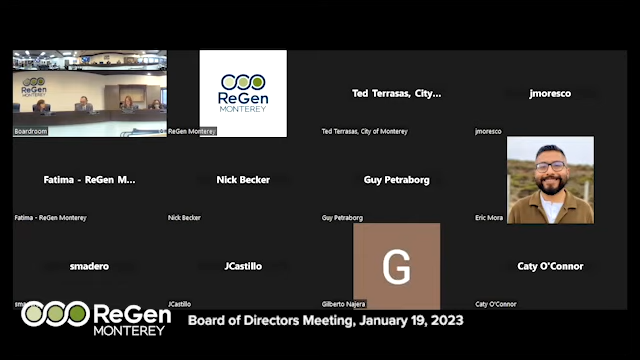 ReGen
MONTEREY
Boardroom
ReGen
MONTEREY
ReGen Monterey
Ted Terrasas, City...
Ted Terrasas, City of Monterey
jmoresco
jmoresco
Fatima - ReGen M...
Fatima - ReGen Monterey
Nick Becker
Nick Becker
Guy Petraborg
Guy Petraborg
Eric Mora
smadero
JCastillo
JCastillo
G
Gilberto Najera
Caty O'Connor
Caty O'Connor
ReGen
MONTEREY
Board of Directors Meeting, January 19, 2023